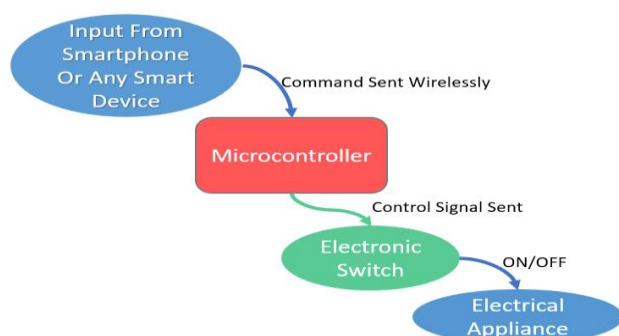 Input From
Smartphone
Or Any Smart
Device
Command Sent Wirelessly
Microcontroller
Control Signal Sent
Electronic
Switch
ON/OFF
Electrical
Appliance